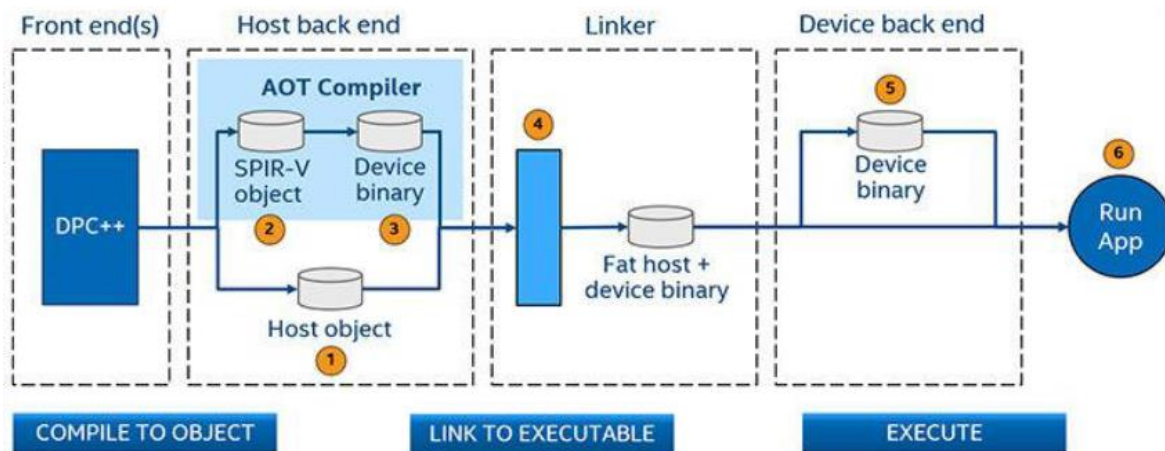 Front end(s)
Host back end
Linker
Device back end
AOT Compiler
SPIR-V
object
2
Device
binary
3
DPC++
Host object
1
4
Fat host +
device binary
5
Device
binary
6
Run
App
COMPILE TO OBJECT
LINK TO EXECUTABLE
EXECUTE